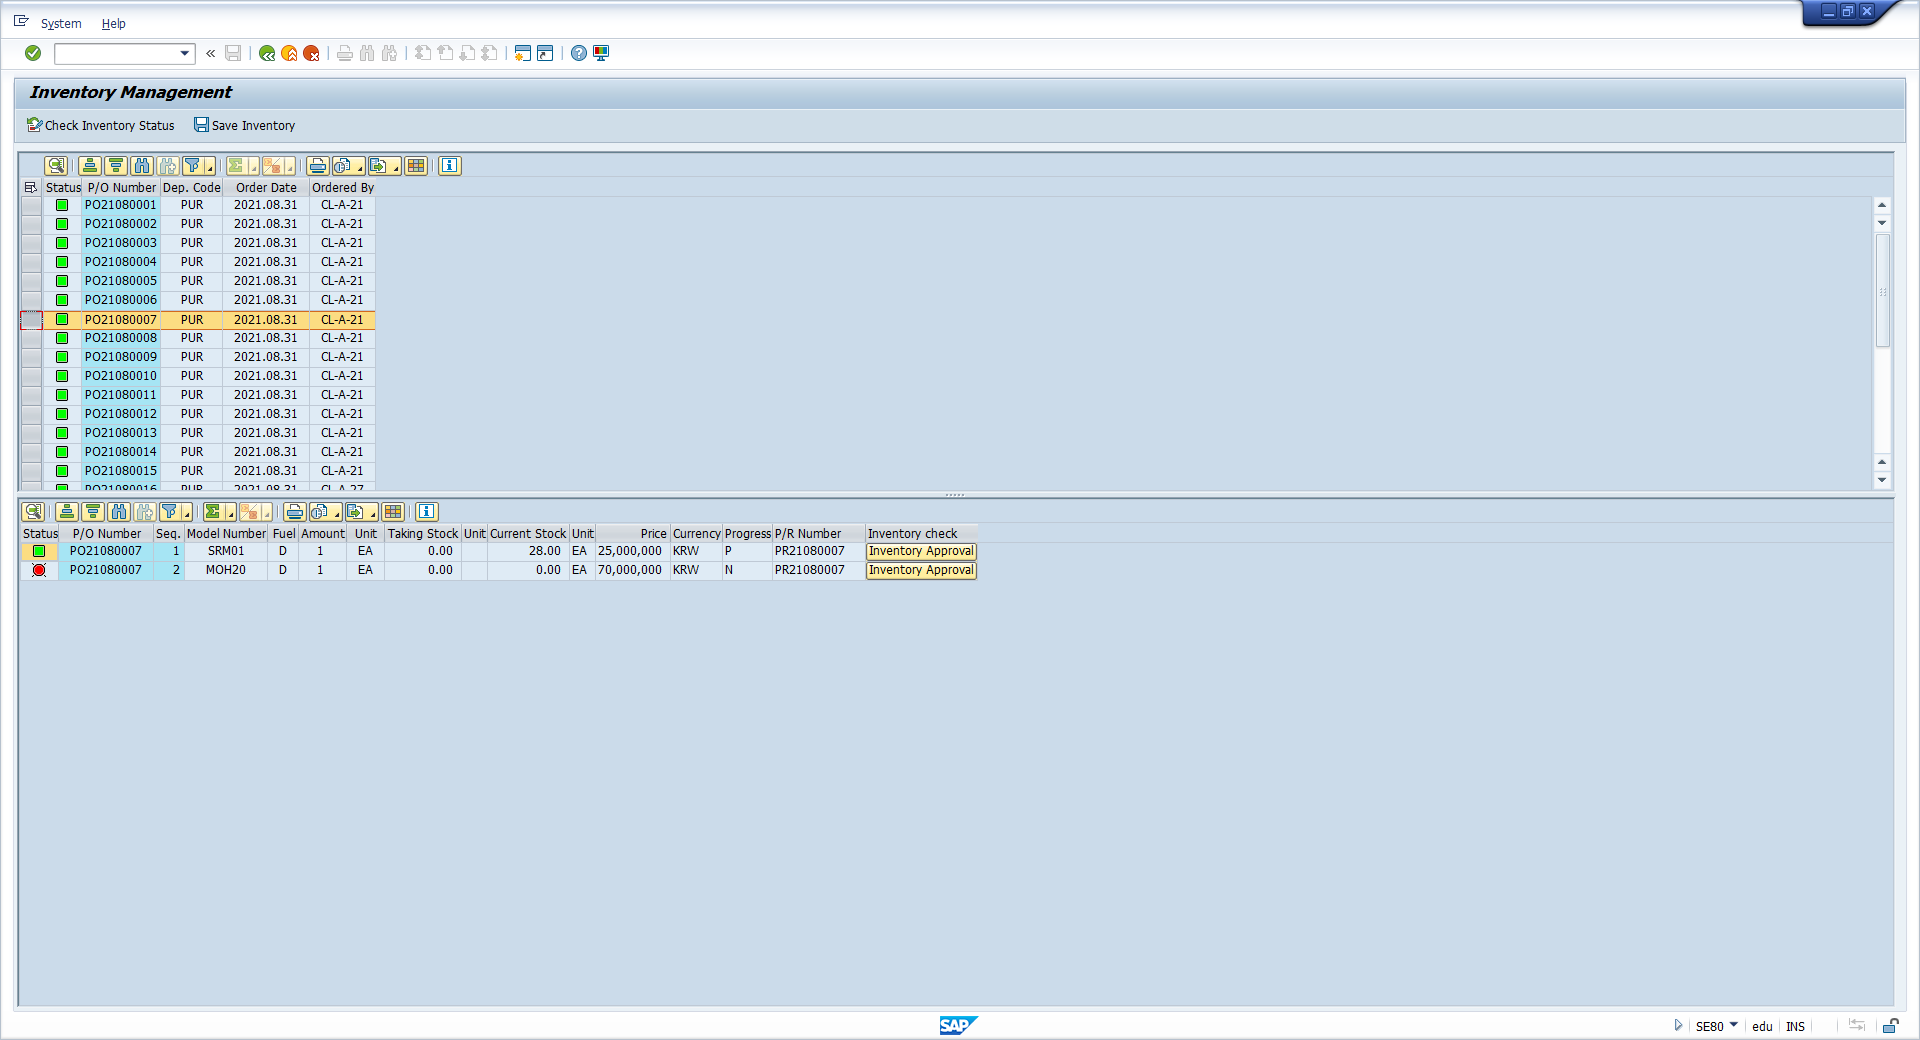 System Help
Inventory Management
Check Inventory Status Save Inventory
Status P/O Number Dep. Code Order Date Ordered By
PO21080001 PUR 2021.08.31 CL-A-21
PO21080002 PUR 2021.08.31 CL-A-21
PO21080003 PUR 2021.08.31 CL-A-21
PO21080004 PUR 2021.08.31 CL-A-21
PO21080005 PUR 2021.08.31 CL-A-21
PO21080006 PUR 2021.08.31 CL-A-21
PO21080007 PUR 2021.08.31 CL-A-21
PO21080008 PUR 2021.08.31 CL-A-21
PO21080009 PUR 2021.08.31 CL-A-21
PO21080010 PUR 2021.08.31 CL-A-21
PO21080011 PUR 2021.08.31 CL-A-21
PO21080012 PUR 2021.08.31 CL-A-21
PO21080013 PUR 2021.08.31 CL-A-21
PO21080014 PUR 2021.08.31 CL-A-21
PO21080015 PUR 2021.08.31 CL-A-21
PO21080016 PUR 2021.08.31 CL-A-27
Status P/O Number Seq. Model Number Fuel Amount Unit Taking Stock Unit Current Stock Unit Price Currency Progress P/R Number Inventory check
PO21080007 1 SRM01 D 1 EA 0.00 28.00 EA 25,000,000 KRW P PR21080007 Inventory Approval
PO21080007 2 MOH20 D 1 EA 0.00 0.00 EA 70,000,000 KRW N PR21080007 Inventory Approval
SAP SE80 edu INS